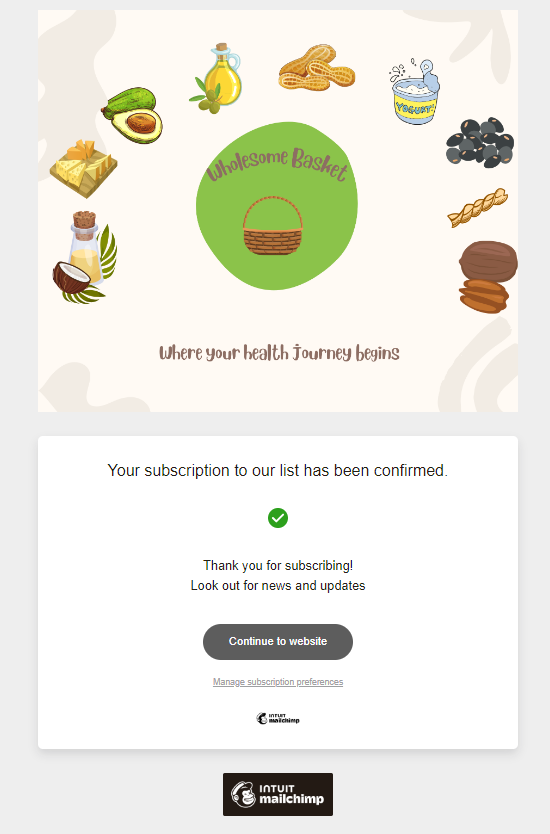 YOGURT
Wholesome Basket
Where your health journey begins
Your subscription to our list has been confirmed.
Thank you for subscribing!
Look out for news and updates
Continue to website
Manage subscription preferences
INTUIT
mailchimp
INTUIT
mailchimp